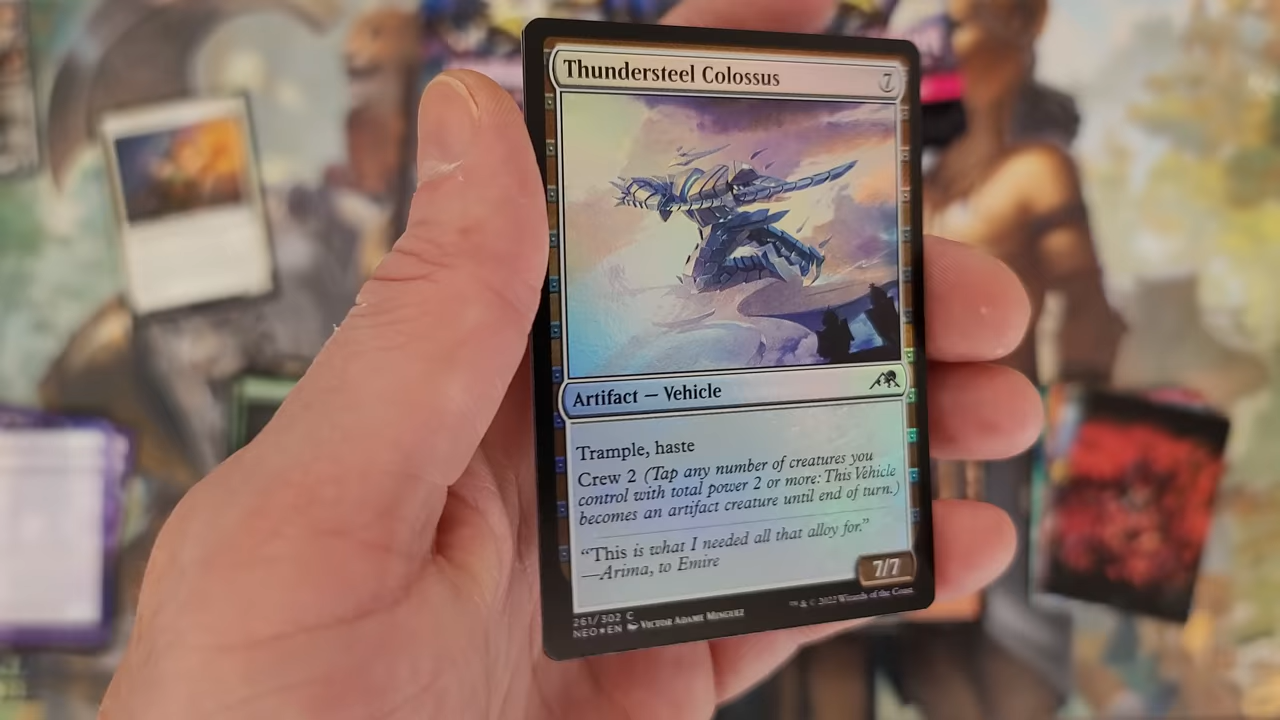 Thundersteel Colossus 7
Artifact — Vehicle
Trample, haste
Crew 2 (Tap any number of creatures you
control with total power 2 or more: This Vehicle
becomes an artifact creature until end of turn.)
“This is what I needed all that alloy for.”
—Arima, to Emire
7/7
261/302 C
NEO★EN Victor Adame Minguez
™ & © 2022 Wizards of the Coast